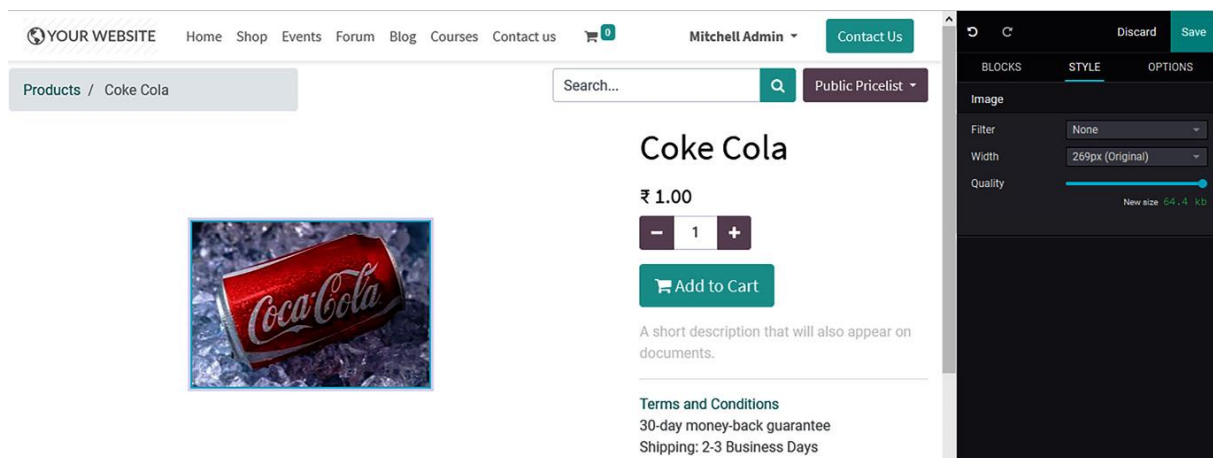 YOUR WEBSITE Home Shop Events Forum Blog Courses Contact us 0 Mitchell Admin Contact Us
Discard Save
BLOCKS STYLE OPTIONS
Products / Coke Cola
Search... Public Pricelist
Image
Filter None
Width 269px (Original)
Quality
New size 64.4 kb
Coke Cola
₹ 1.00
− 1 +
Add to Cart
A short description that will also appear on
documents.
Terms and Conditions
30-day money-back guarantee
Shipping: 2-3 Business Days
Coca-Cola